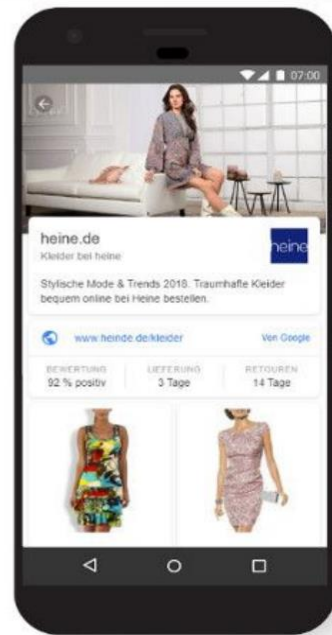 07:00
heine.de
Kleider bei heine
heine
Stylische Mode & Trends 2018. Traumhafte Kleider
bequem online bei Heine bestellen.
www.heinde.de/kleider Von Google
BEWERTUNG LIEFERUNG RETOUREN
92 % positiv 3 Tage 14 Tage